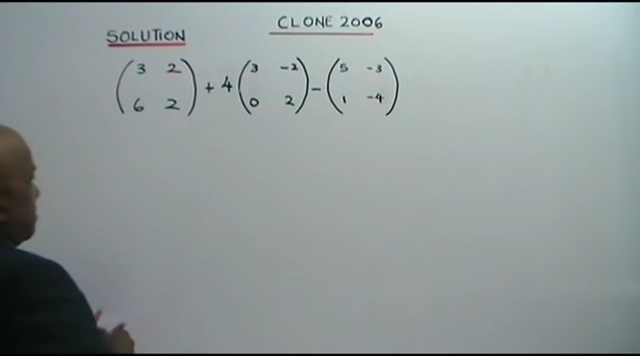 CLONE 2006
SOLUTION
(3 2) + 4 (3 -2) - (5 -3)
(6 2) (0 2) (1 -4)